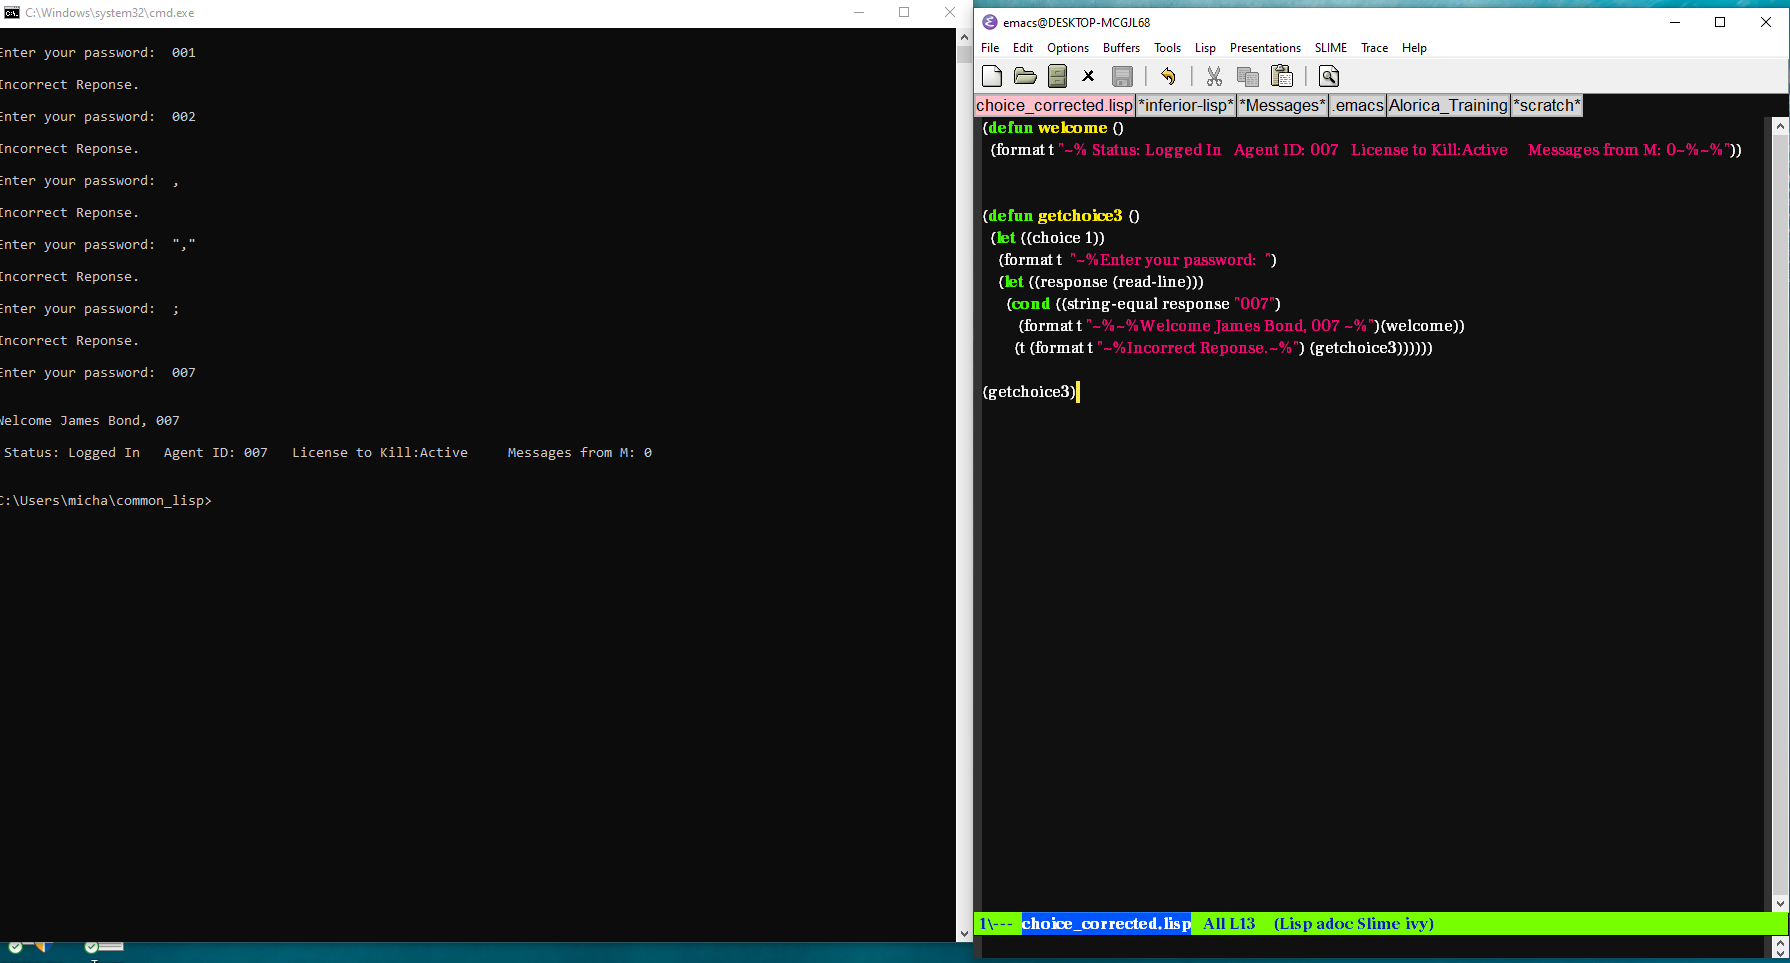 C:\Windows\system32\cmd.exe
Enter your password:  001
Incorrect Reponse.
Enter your password:  002
Incorrect Reponse.
Enter your password:  ,
Incorrect Reponse.
Enter your password:  ","
Incorrect Reponse.
Enter your password:  ;
Incorrect Reponse.
Enter your password:  007
Welcome James Bond, 007
Status: Logged In   Agent ID: 007   License to Kill:Active     Messages from M: 0
C:\Users\micha\common_lisp>
emacs@DESKTOP-MCGJL68
File Edit Options Buffers Tools Lisp Presentations SLIME Trace Help
choice_corrected.lisp *inferior-lisp* *Messages* .emacs Alorica_Training *scratch*
(defun welcome ()
(format t "~% Status: Logged In   Agent ID: 007   License to Kill:Active     Messages from M: 0~%~%"))
(defun getchoice3 ()
(let ((choice 1))
(format t  "~%Enter your password:  ")
(let ((response (read-line)))
(cond ((string-equal response "007")
(format t "~%~%Welcome James Bond, 007 ~%")(welcome))
(t (format t "~%Incorrect Reponse.~%") (getchoice3))))))
(getchoice3)
1\--- choice_corrected.lisp All L13 (Lisp adoc Slime ivy)